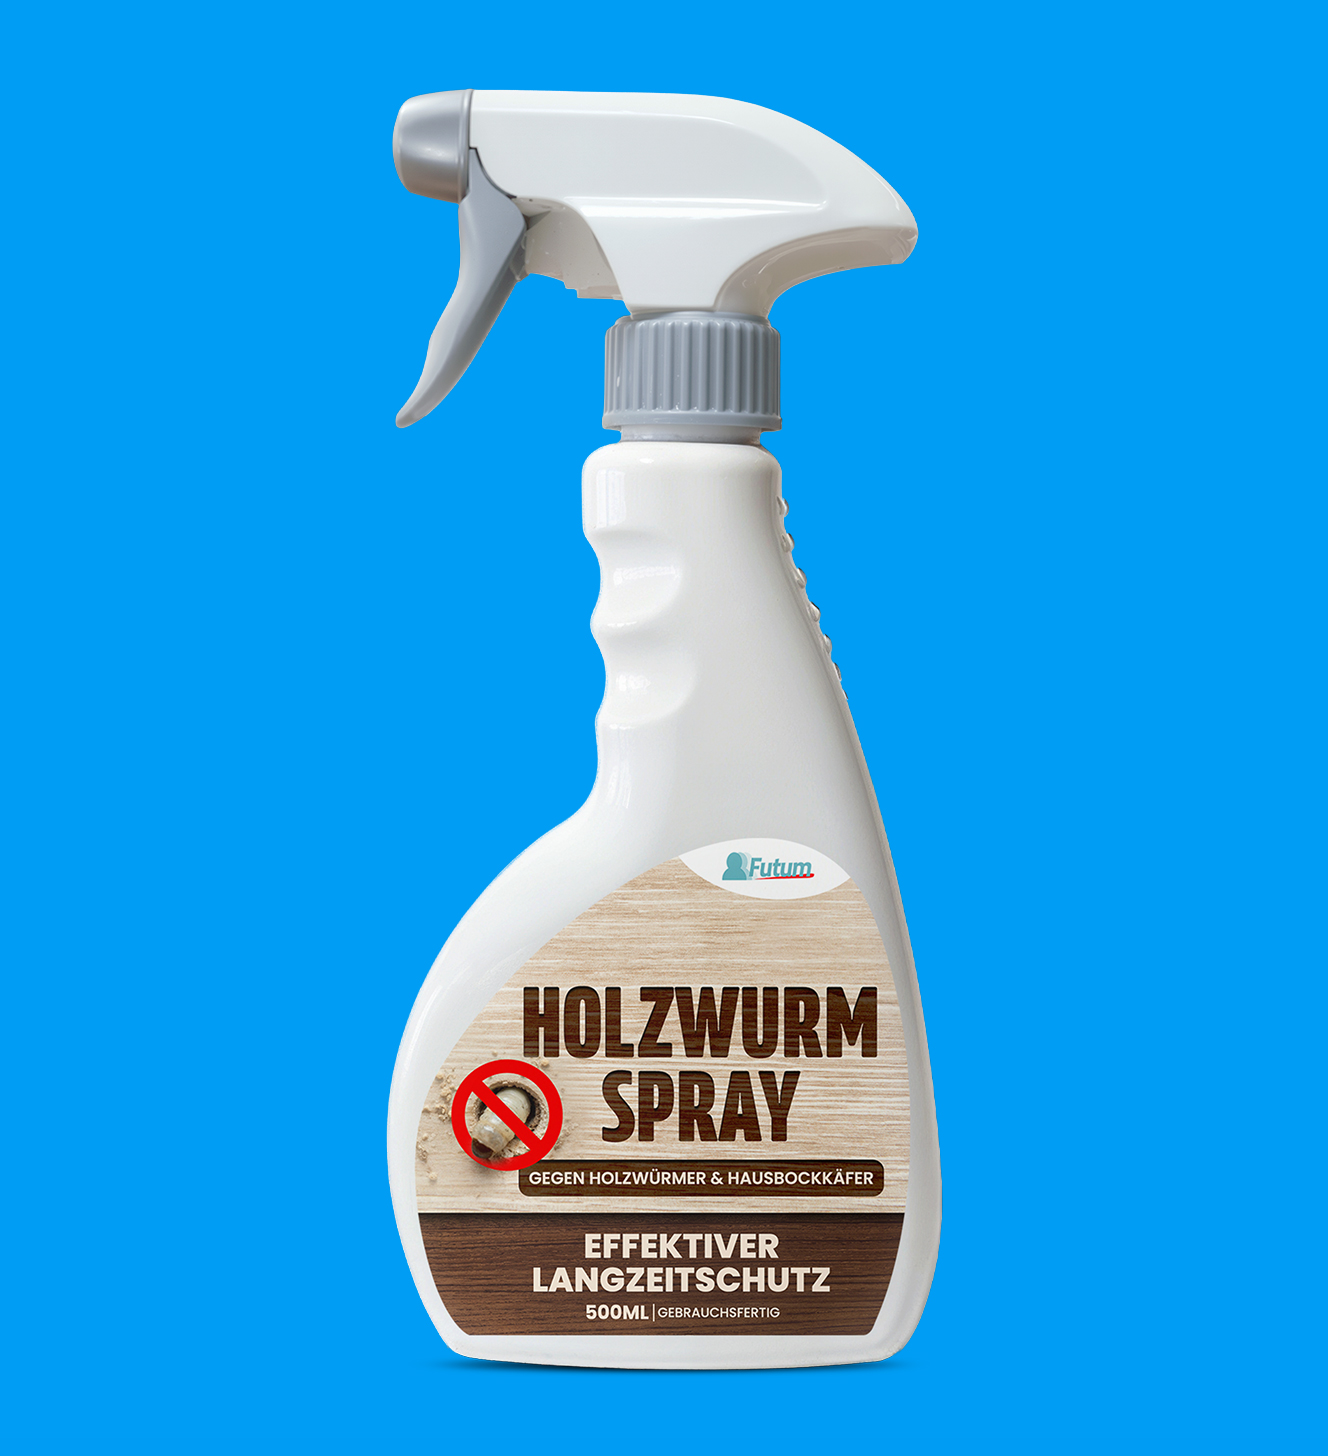 Futum
HOLZWURM
SPRAY
GEGEN HOLZWÜRMER & HAUSBOCKKÄFER
EFFEKTIVER
LANGZEITSCHUTZ
500ML | GEBRAUCHSFERTIG